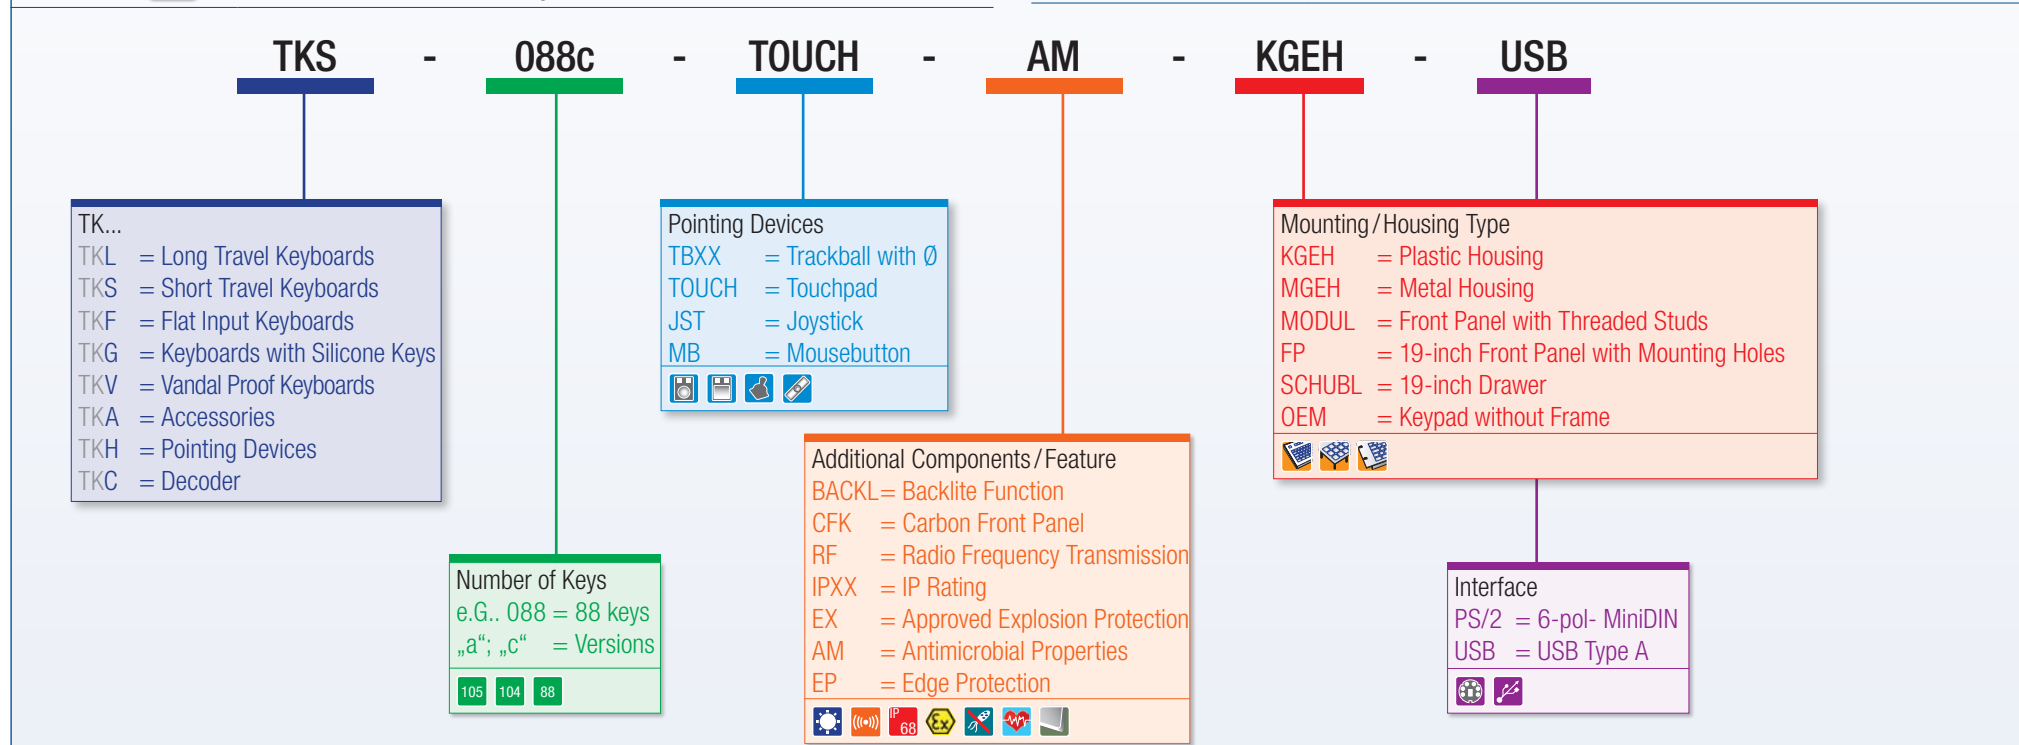 TKS - 088c - TOUCH - AM - KGEH - USB
TK...
TKL = Long Travel Keyboards
TKS = Short Travel Keyboards
TKF = Flat Input Keyboards
TKG = Keyboards with Silicone Keys
TKV = Vandal Proof Keyboards
TKA = Accessories
TKH = Pointing Devices
TKC = Decoder
Number of Keys
e.G.. 088 = 88 keys
„a“; „c“ = Versions
105 104 88
Pointing Devices
TBXX = Trackball with Ø
TOUCH = Touchpad
JST = Joystick
MB = Mousebutton
Additional Components / Feature
BACKL = Backlite Function
CFK = Carbon Front Panel
RF = Radio Frequency Transmission
IPXX = IP Rating
EX = Approved Explosion Protection
AM = Antimicrobial Properties
EP = Edge Protection
IP 68 Ex
Mounting / Housing Type
KGEH = Plastic Housing
MGEH = Metal Housing
MODUL = Front Panel with Threaded Studs
FP = 19-inch Front Panel with Mounting Holes
SCHUBL = 19-inch Drawer
OEM = Keypad without Frame
Interface
PS/2 = 6-pol- MiniDIN
USB = USB Type A